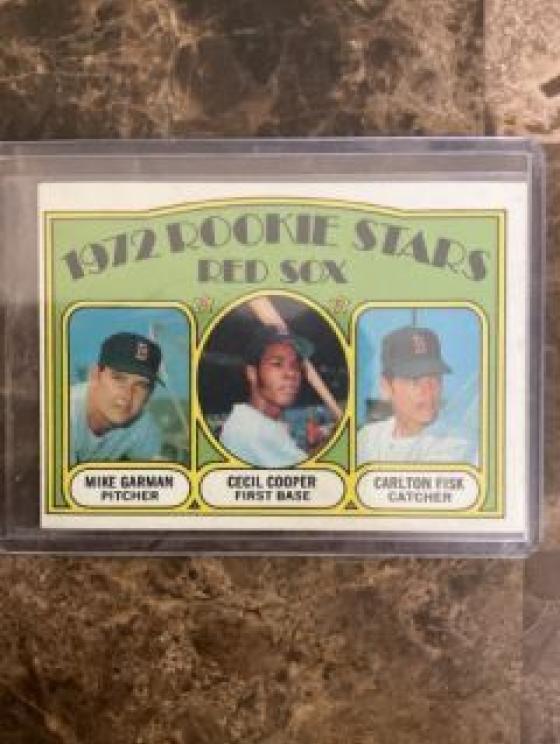 1972 ROOKIE STARS
RED SOX
MIKE GARMAN
PITCHER
CECIL COOPER
FIRST BASE
CARLTON FISK
CATCHER